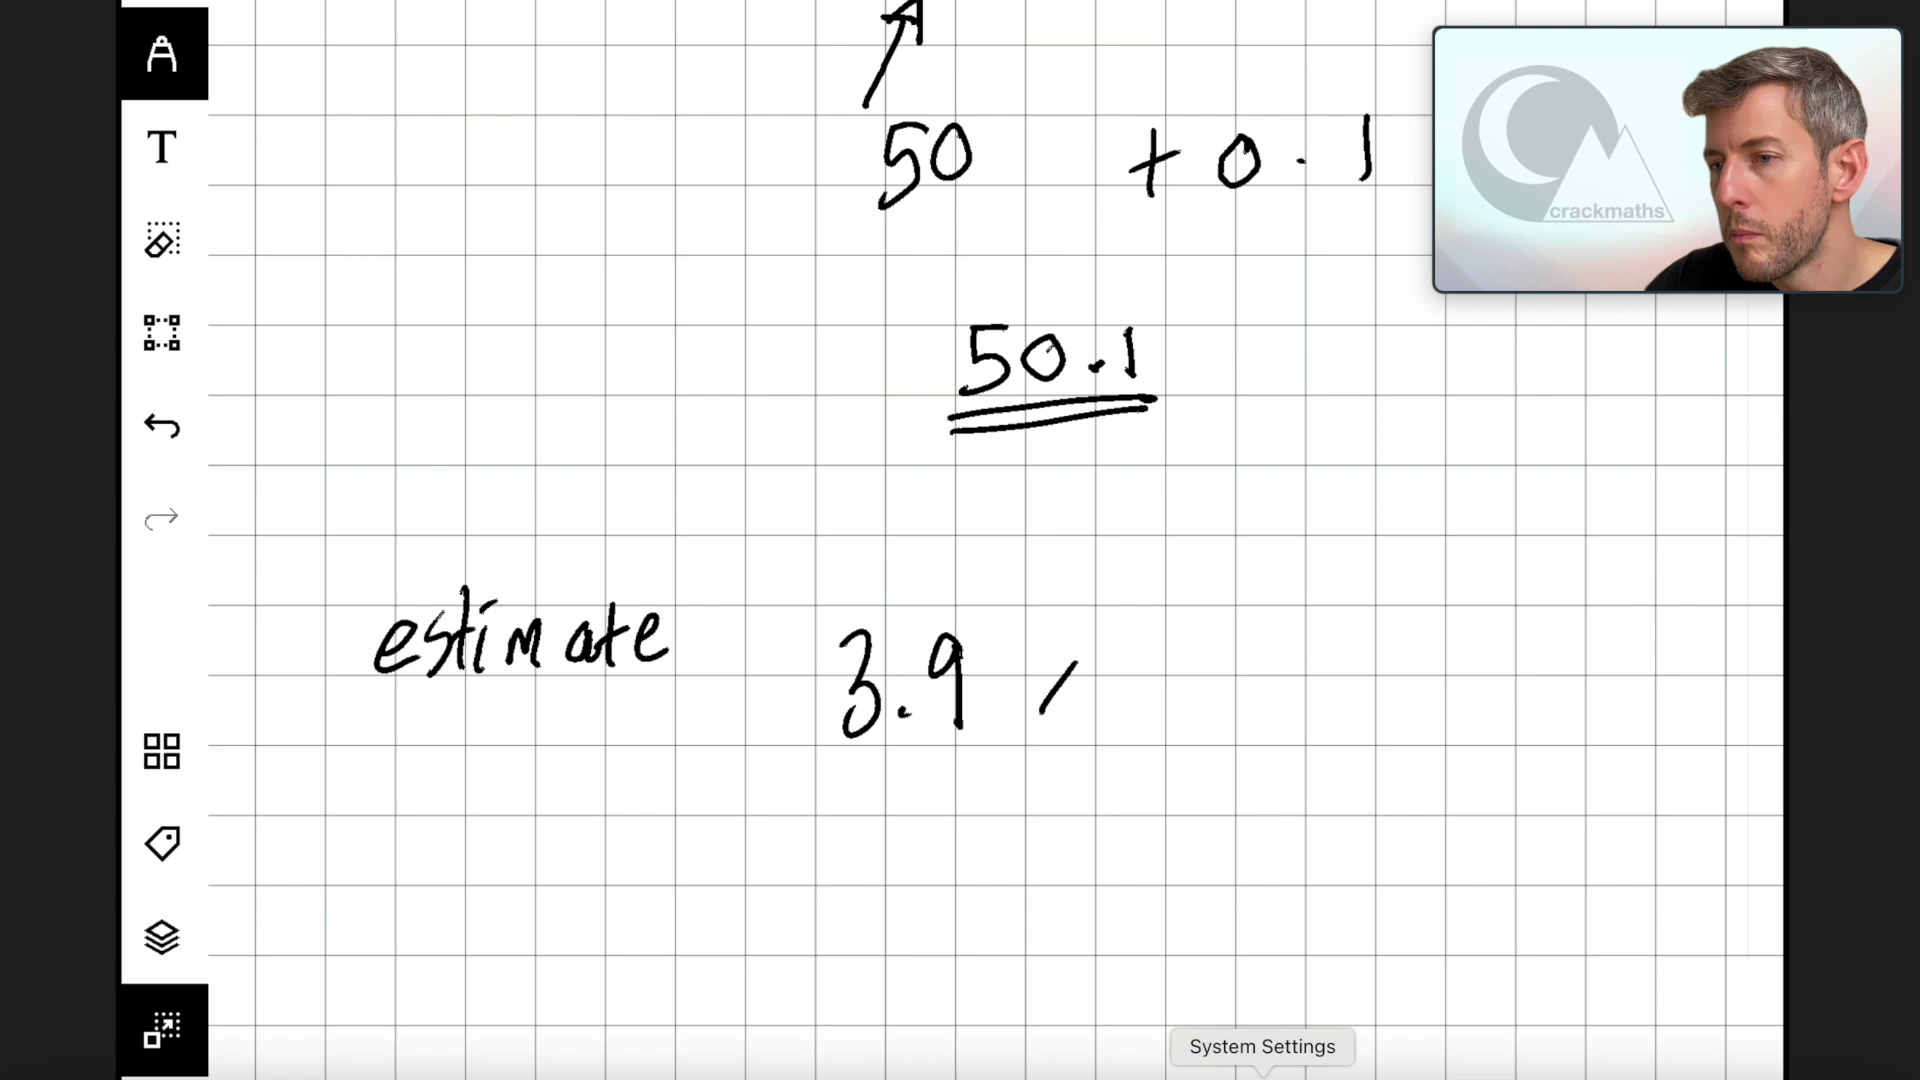 A
T
50 + 0.1
crackmaths
50.1
estimate 3.9 /
System Settings